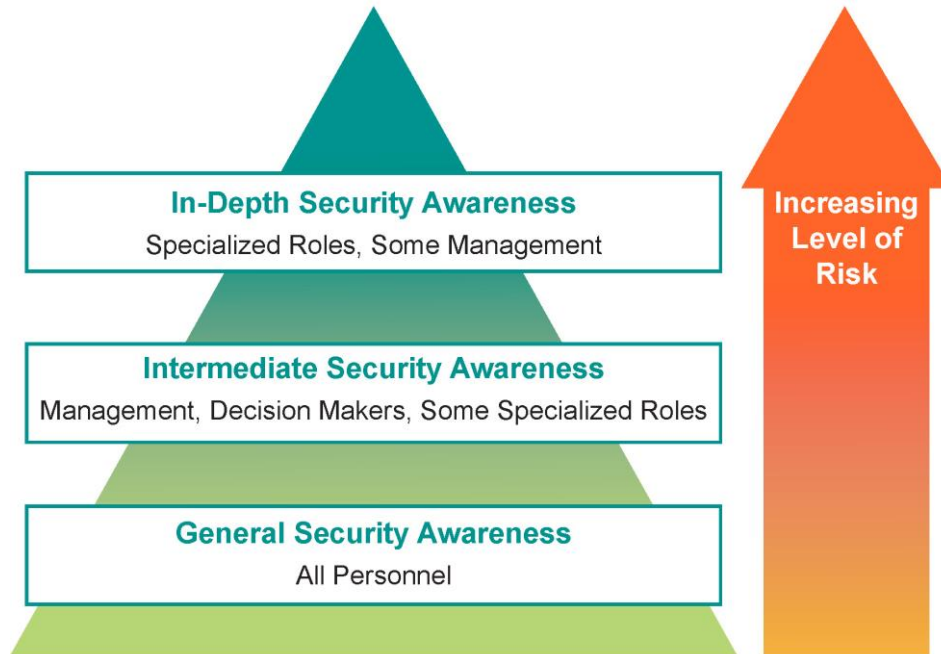 In-Depth Security Awareness
Specialized Roles, Some Management
Increasing
Level of
Risk
Intermediate Security Awareness
Management, Decision Makers, Some Specialized Roles
General Security Awareness
All Personnel